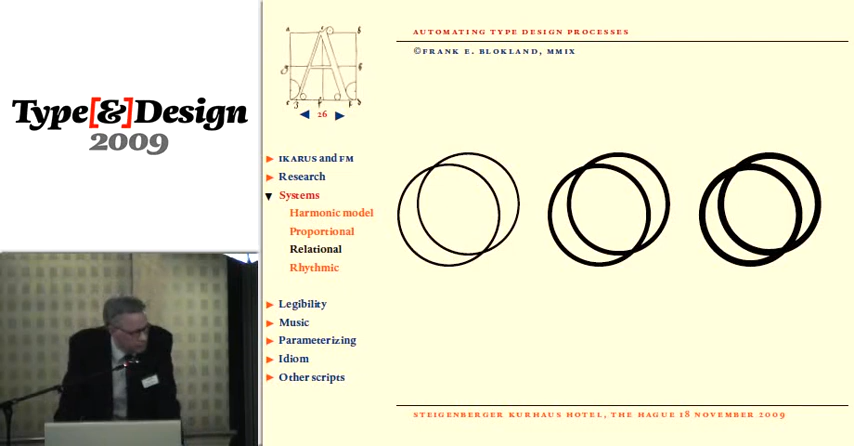 Type[&]Design
2009
AUTOMATING TYPE DESIGN PROCESSES
©FRANK E. BLOKLAND, MMIX
26
IKARUS and FM
Research
Systems
Harmonic model
Proportional
Relational
Rhythmic
Legibility
Music
Parameterizing
Idiom
Other scripts
STEIGENBERGER KURHAUS HOTEL, THE HAGUE 18 NOVEMBER 2009